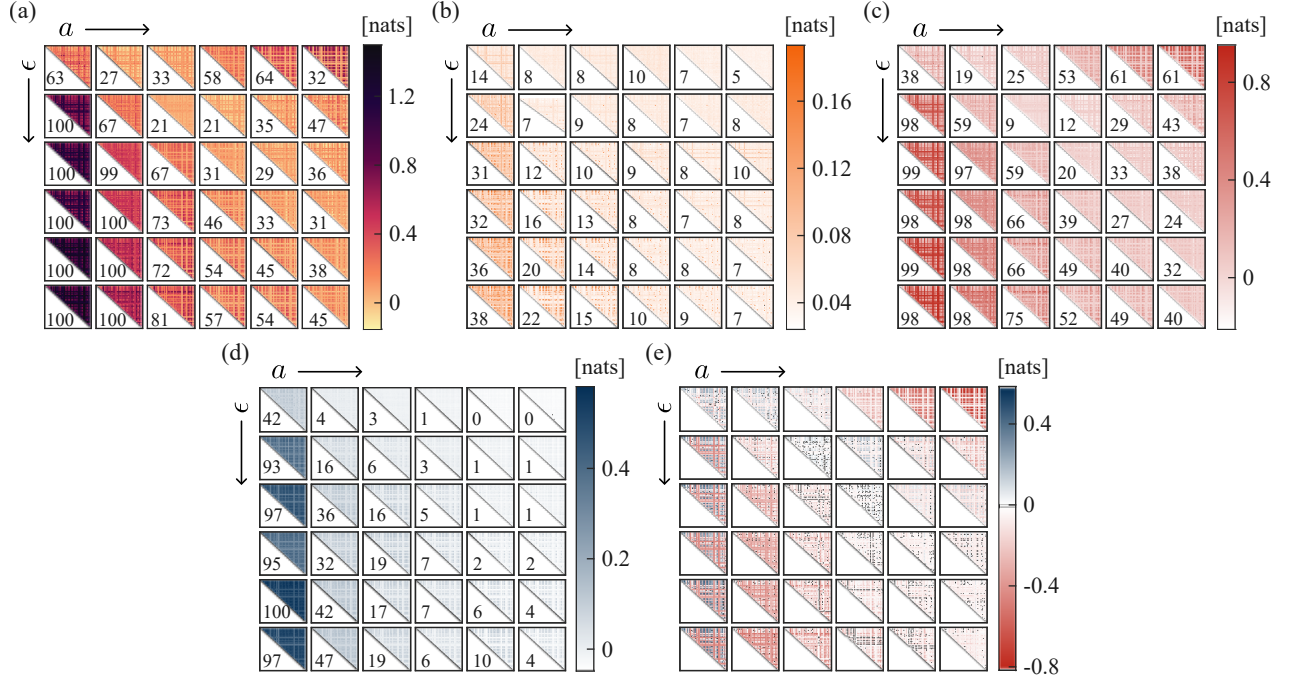 (a)
a
[nats]
ϵ
63 27 33 58 64 32
100 67 21 21 35 47
100 99 67 31 29 36
100 100 73 46 33 31
100 100 72 54 45 38
100 100 81 57 54 45
1.2
0.8
0.4
0
(b)
a
[nats]
ϵ
14 8 8 10 7 5
24 7 9 8 7 8
31 12 10 9 8 10
32 16 13 8 7 8
36 20 14 8 8 7
38 22 15 10 9 7
0.16
0.12
0.08
0.04
(c)
a
[nats]
ϵ
38 19 25 53 61 61
98 59 9 12 29 43
99 97 59 20 33 38
98 98 66 39 27 24
99 98 66 49 40 32
98 98 75 52 49 40
0.8
0.4
0
(d)
a
[nats]
ϵ
42 4 3 1 0 0
93 16 6 3 1 1
97 36 16 5 1 1
95 32 19 7 2 2
100 42 17 7 6 4
97 47 19 6 10 4
0.4
0.2
0
(e)
a
[nats]
ϵ
0.4
0
-0.4
-0.8